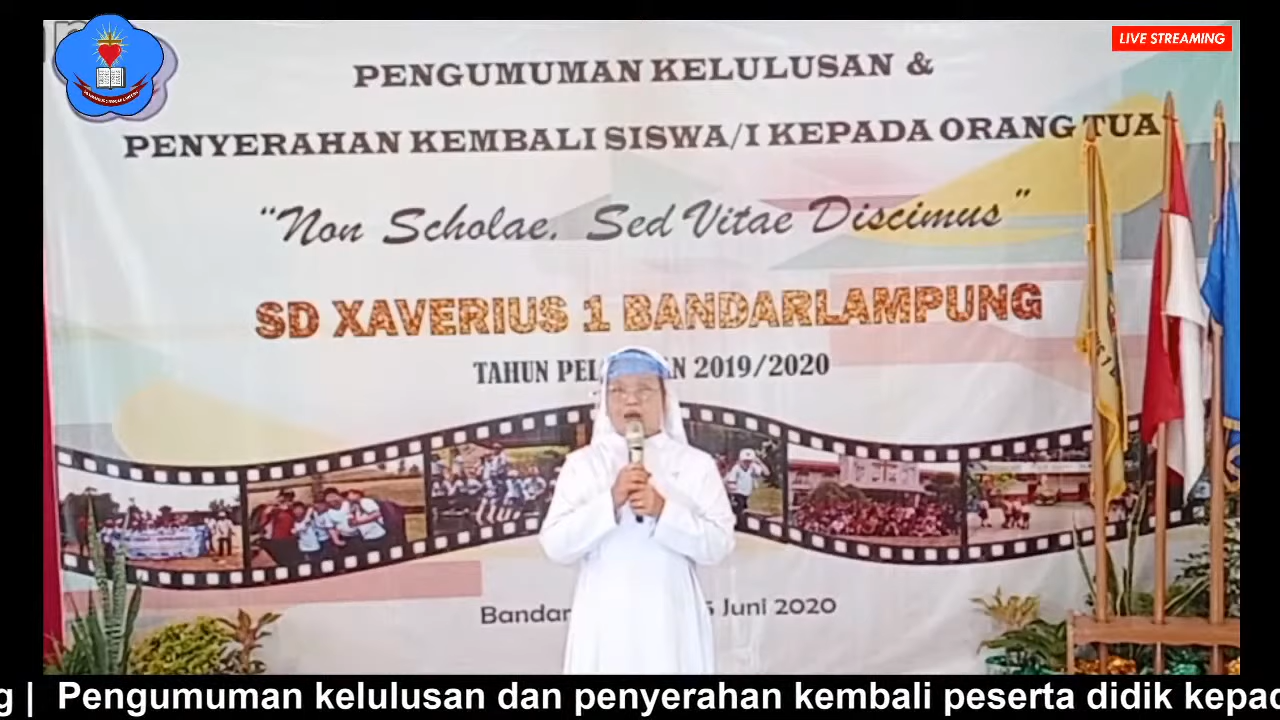 LIVE STREAMING
PENGUMUMAN KELULUSAN &
PENYERAHAN KEMBALI SISWA/I KEPADA ORANG TUA
"Non Scholae, Sed Vitae Discimus"
SD XAVERIUS 1 BANDARLAMPUNG
TAHUN PEL N 2019/2020
Bandar Juni 2020
g | Pengumuman kelulusan dan penyerahan kembali peserta didik kepad